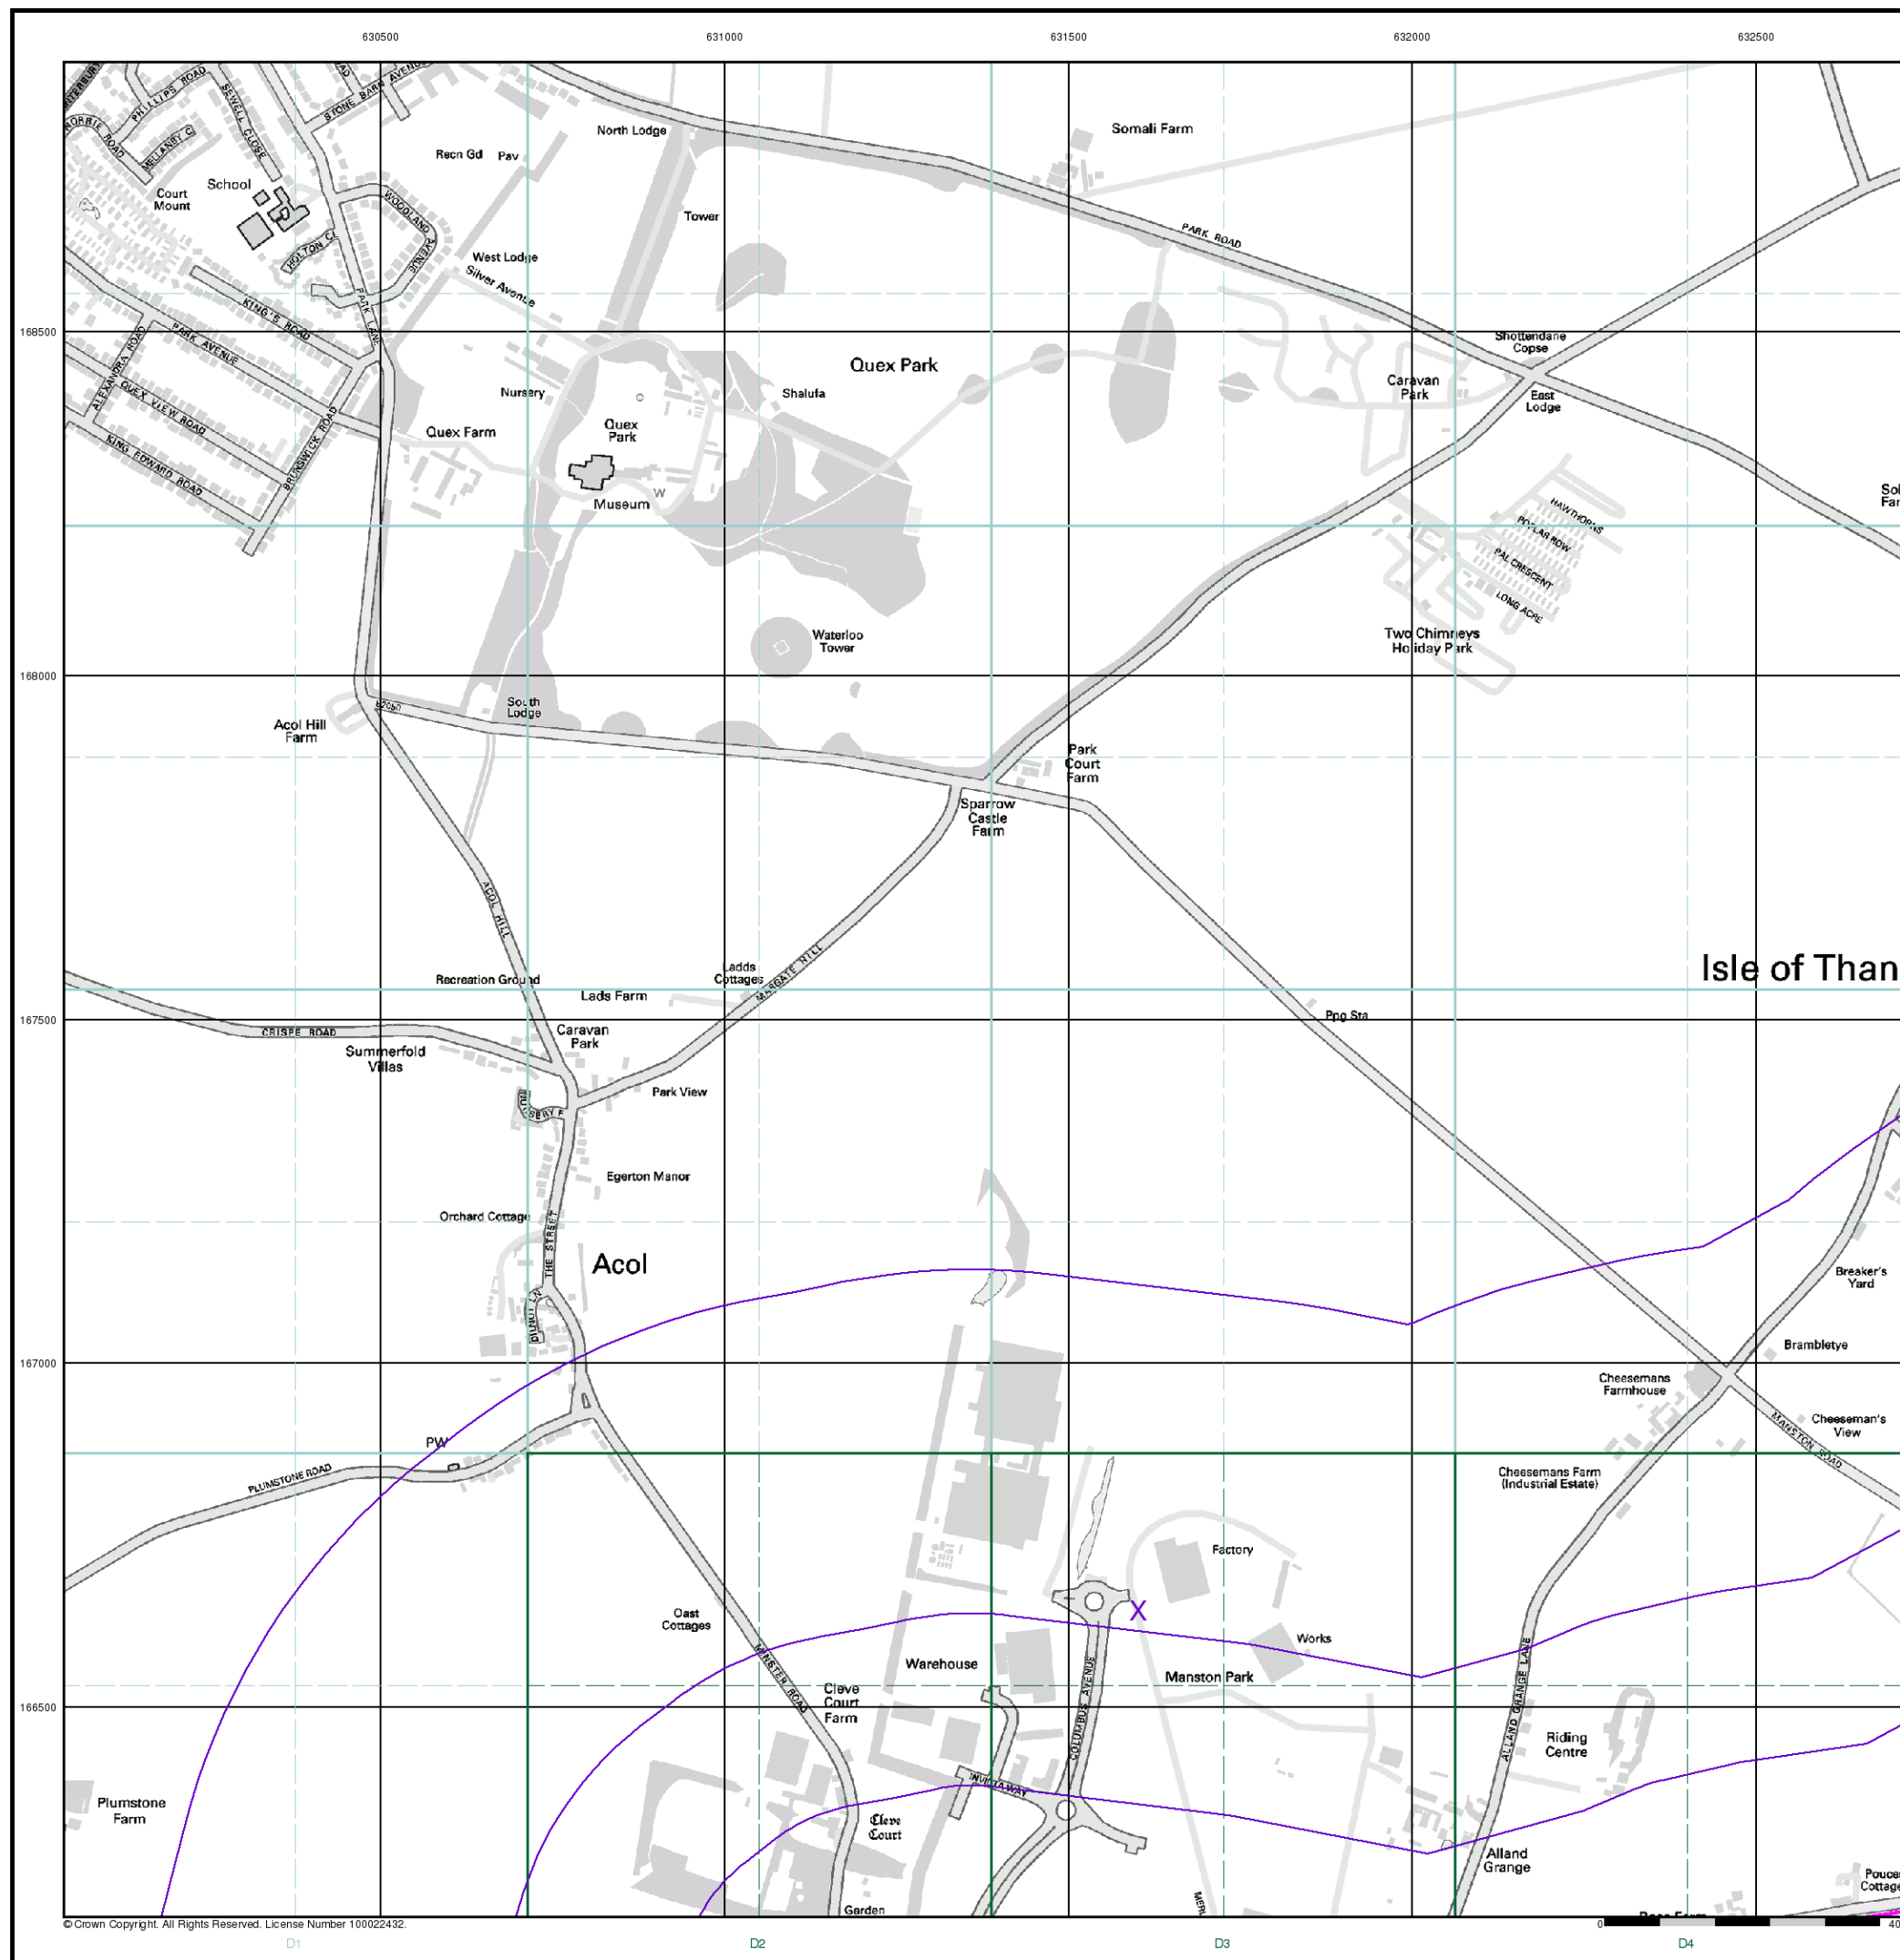 630500
631000
631500
632000
632500
PHILLIPS ROAD
SEWELL CLOSE
STONE BARN AVENUE
MELLANBY C
North Lodge
Somali Farm
Recn Gd
Pav
School
Court
Mount
WOODLAND AVENUE
Tower
PARK ROAD
HOLTON CL
West Lodge
Silver Avenue
KING'S ROAD
PARK LANE
168500
PARK AVENUE
ALEXANDRA ROAD
Shottendane
Copse
Quex Park
Nursery
Shalufa
Caravan
Park
East
Lodge
QUEX VIEW ROAD
Quex Farm
Quex
Park
BRUNSWICK ROAD
KING EDWARD ROAD
W
Museum
HAWTHORNS
POPLAR ROW
PAL CRESCENT
LONG ACRE
Waterloo
Tower
Two Chimneys
Holiday Park
168000
B2050
South
Lodge
Acol Hill
Farm
Park
Court
Farm
Sparrow
Castle
Farm
ACOL HILL
Isle of Than
Recreation Ground
Ladds
Cottages
MARGATE HILL
Lads Farm
Ppg Sta
167500
CRISPE ROAD
Caravan
Park
Summerfold
Villas
Park View
Egerton Manor
Orchard Cottage
THE STREET
Acol
Breaker's
Yard
DILNOT LN
Brambletye
167000
Cheesemans
Farmhouse
Cheeseman's
View
MANSTON ROAD
PW
PLUMSTONE ROAD
Cheesemans Farm
(Industrial Estate)
Factory
Oast
Cottages
X
Works
MINSTER ROAD
Warehouse
Manston Park
Cleve
Court
Farm
COLUMBUS AVENUE
ALLAND GRANGE LANE
166500
Riding
Centre
INVICTA WAY
Plumstone
Farm
Cleve
Court
Alland
Grange
Garden
© Crown Copyright. All Rights Reserved. License Number 100022432.
0
D1
D2
D3
D4